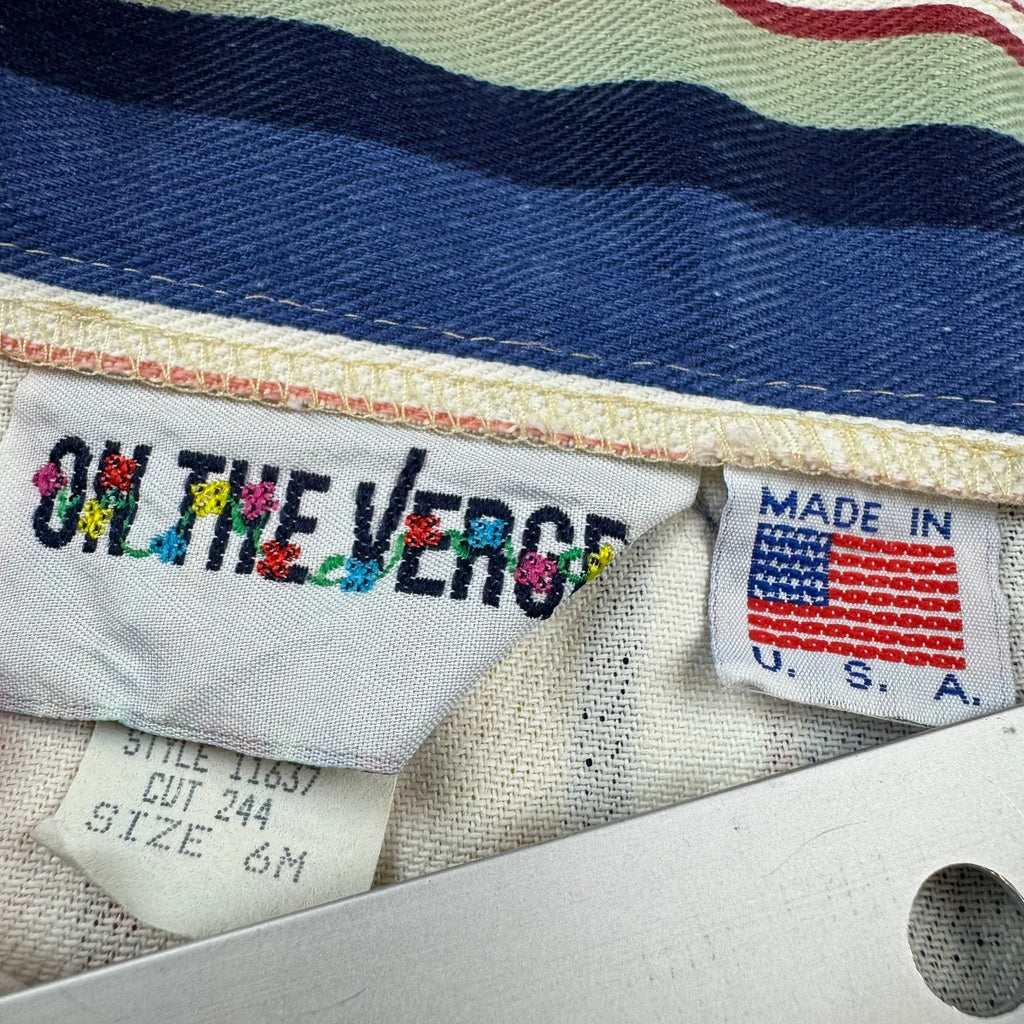 ON THE VERGE
MADE IN
U. S. A.
STYLE 11637
CUT 244
SIZE 6M